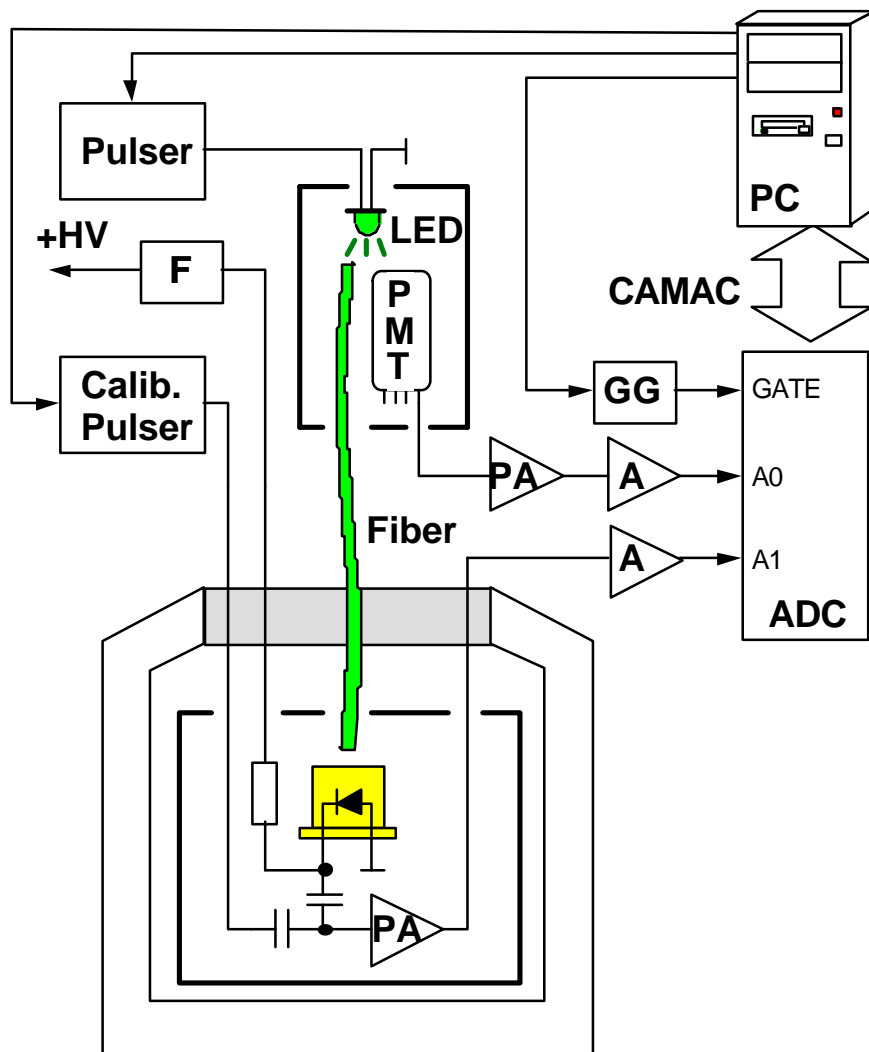 Pulser
PC
LED
+HV
F
P
M
T
CAMAC
Calib.
Pulser
GG
GATE
PA
A
A0
Fiber
A
A1
ADC
PA